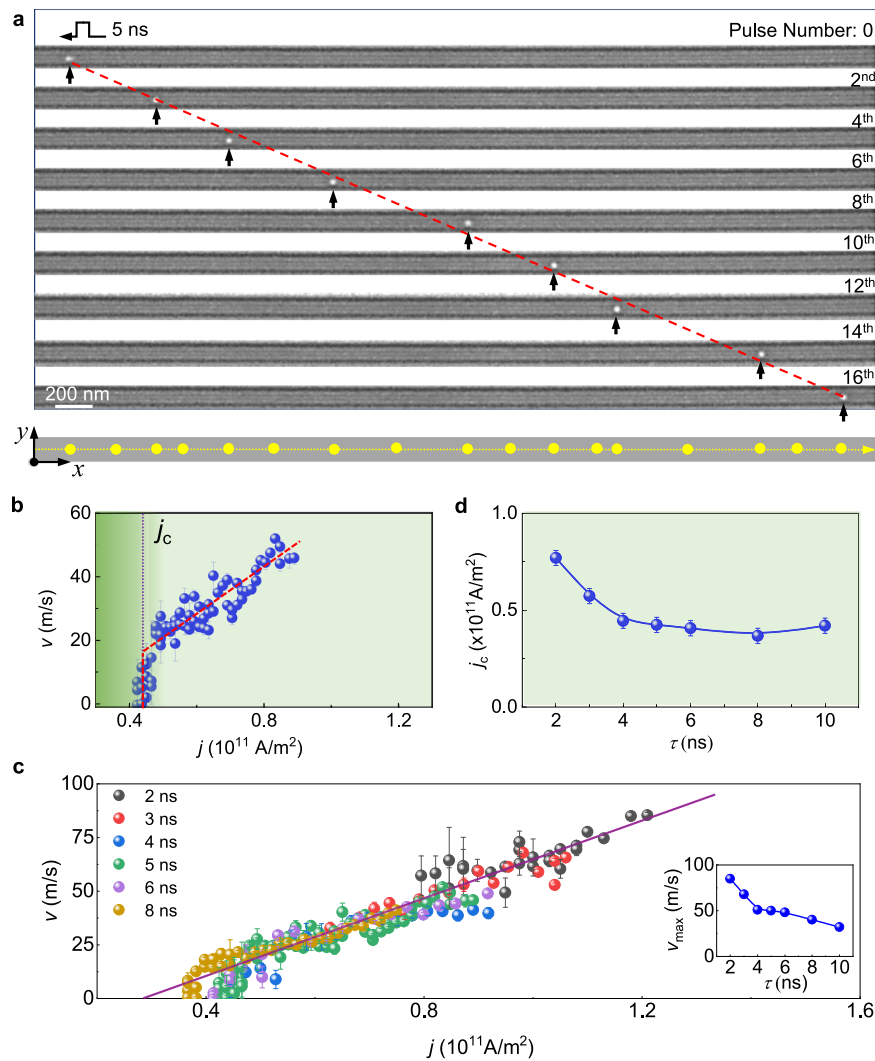 a
5 ns
Pulse Number: 0
2nd
4th
6th
8th
10th
12th
14th
16th
200 nm
y
x
b
jc
v (m/s)
60
40
20
0
0.4
0.8
1.2
j (10¹¹ A/m²)
d
jc (x10¹¹A/m²)
1.0
0.5
0.0
2
4
6
8
10
τ (ns)
c
v (m/s)
100
75
50
25
0
2 ns
3 ns
4 ns
5 ns
6 ns
8 ns
0.4
0.8
1.2
1.6
j (10¹¹A/m²)
vmax (m/s)
100
50
0
2
4
6
8
10
τ (ns)